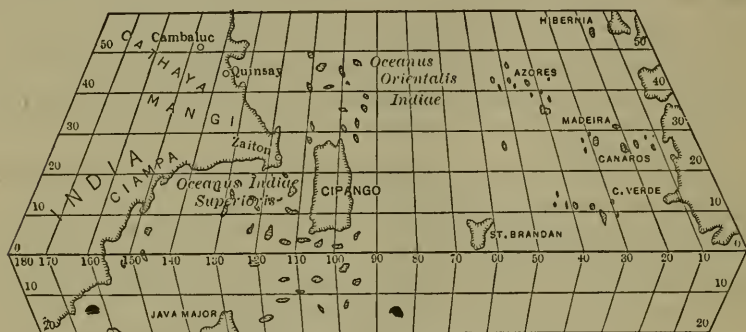 HIBERNIA
50 CATHAYA Cambaluc 50
Quinsay Oceanus
Orientalis
Indiae
AZORES
40 40
MANGI
MADEIRA
30 30
Zaiton
CANAROS
20 20
INDIA CIAMPA
Oceanus Indiae
Superioris
CIPANGO
C. VERDE
10 10
ST. BRANDAN
0 0
180 170 160 150 140 130 120 110 100 90 80 70 60 50 40 30 20 10 0
10 10
20 JAVA MAJOR 20